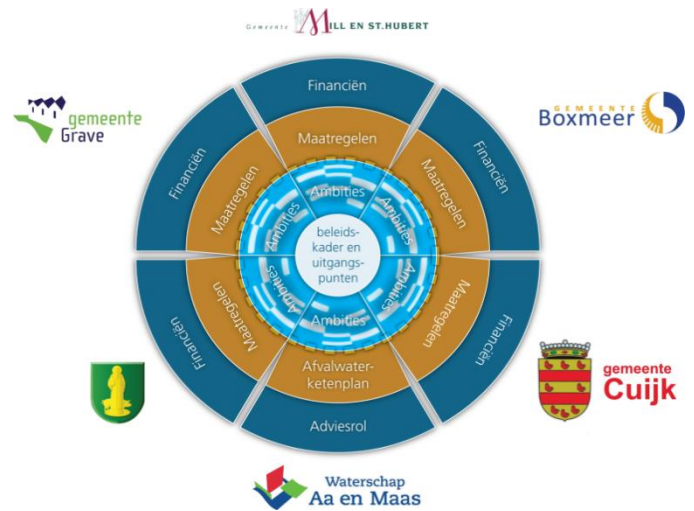 Gemeente MILL EN ST.HUBERT
gemeente
Grave
GEMEENTE
Boxmeer
Financiën
Financiën
Financiën
Maatregelen
Maatregelen
Maatregelen
Ambities
Ambities
Ambities
beleids-
kader en
uitgangs-
punten
Ambities
Ambities
Ambities
Maatregelen
Maatregelen
Financiën
Financiën
Afvalwater-
ketenplan
Adviesrol
gemeente
Cuijk
Waterschap
Aa en Maas